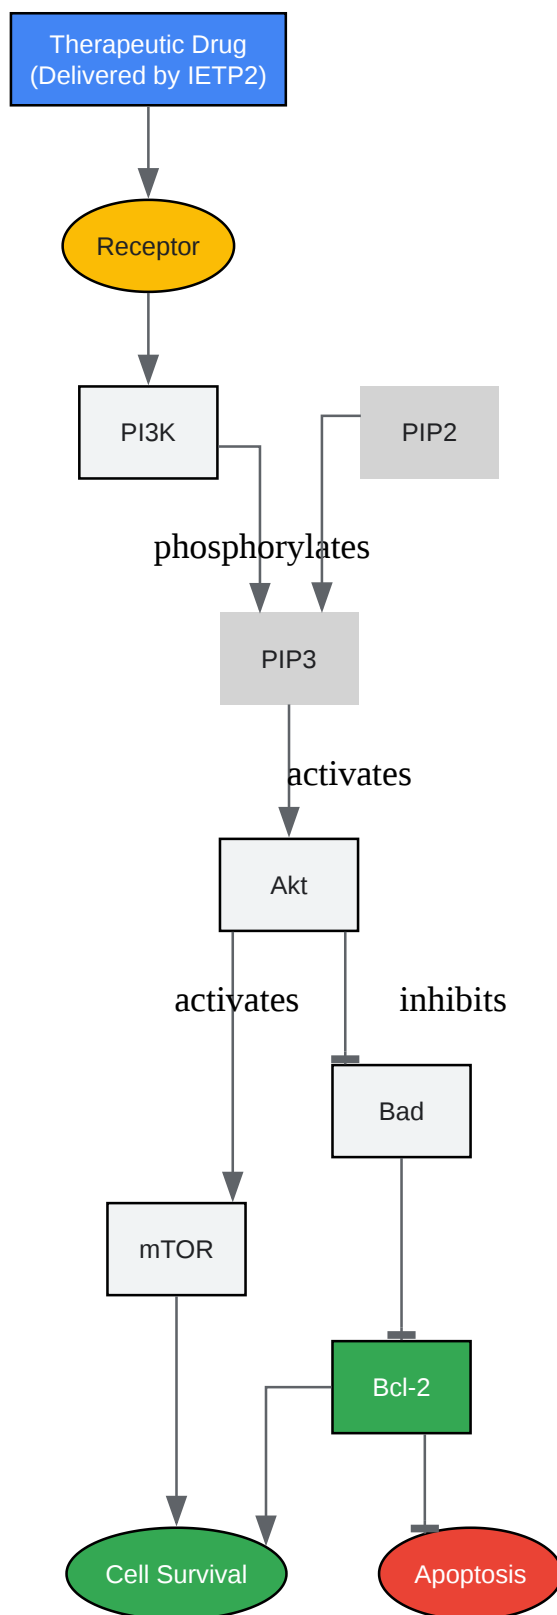 Therapeutic Drug
(Delivered by IETP2)
Receptor
PI3K
PIP2
phosphorylates
PIP3
activates
Akt
activates
inhibits
Bad
mTOR
Bcl-2
Cell Survival
Apoptosis